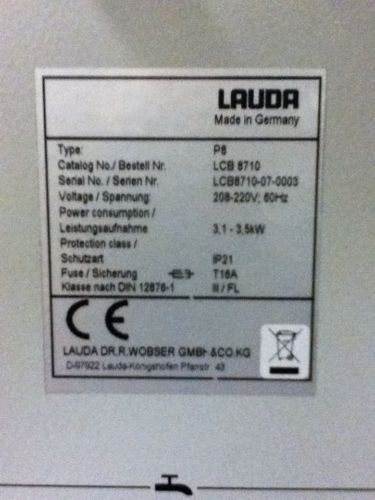 LAUDA
Made in Germany
Type: P8
Catalog No./ Bestell Nr. LCB 8710
Serial No./ Serien Nr. LCB8710-07-0003
Voltage / Spannung: 208-220V; 60Hz
Power consumption /
Leistungsaufnahme 3,1 - 3,5kW
Protection class /
Schutzart IP21
Fuse / Sicherung T16A
Klasse nach DIN 12876-1 III / FL
CE
LAUDA DR.R.WOBSER GMBH &CO.KG
D-97922 Lauda-Königshofen Pfarrstr. 43